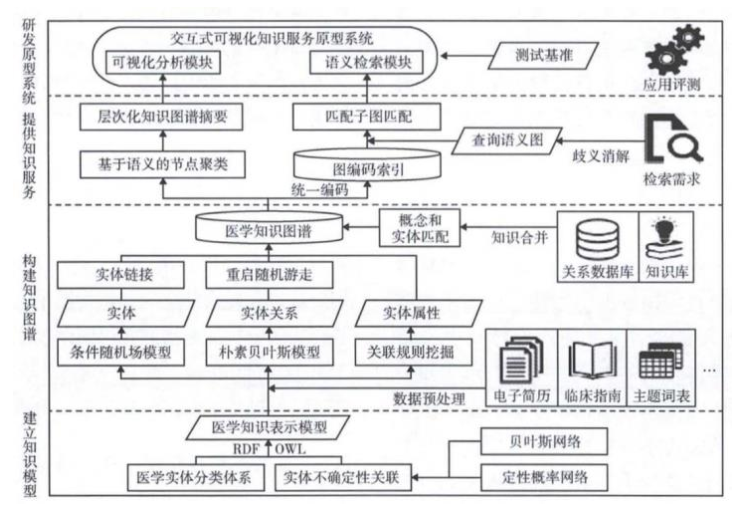 研发原型系统
交互式可视化知识服务原型系统
可视化分析模块
语义检索模块
测试基准
应用评测
提供知识服务
层次化知识图谱摘要
匹配子图匹配
查询语义图
歧义消解
检索需求
基于语义的节点聚类
图编码索引
统一编码
构建知识图谱
医学知识图谱
概念和
实体匹配
知识合并
关系数据库
知识库
实体链接
重启随机游走
实体
实体关系
实体属性
条件随机场模型
朴素贝叶斯模型
关联规则挖掘
数据预处理
电子简历
临床指南
主题词表
...
建立知识模型
医学知识表示模型
RDF
OWL
医学实体分类体系
实体不确定性关联
贝叶斯网络
定性概率网络